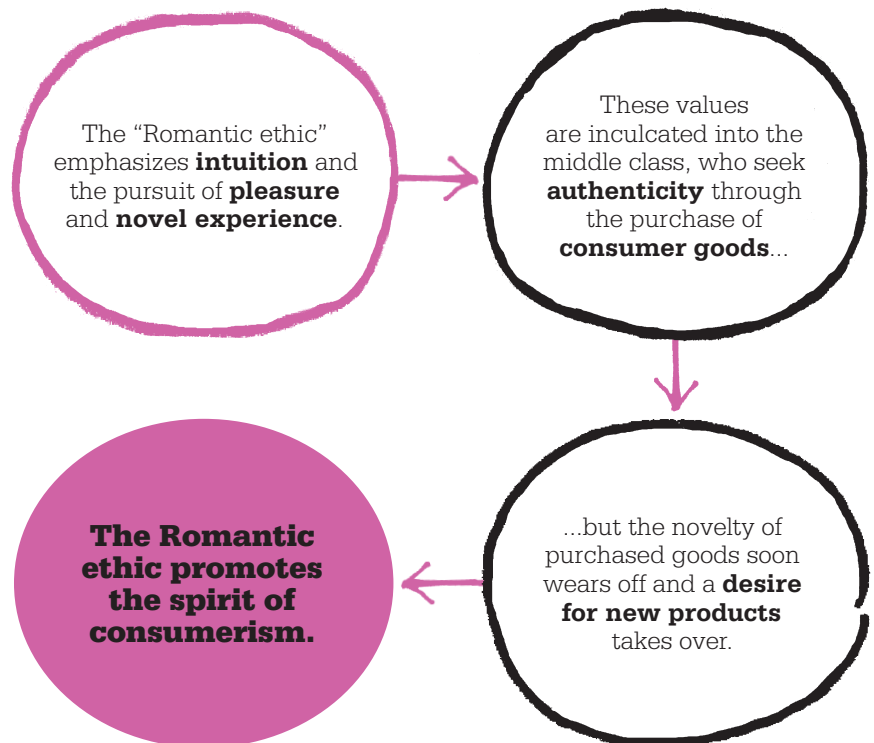 The “Romantic ethic”
emphasizes intuition and
the pursuit of pleasure
and novel experience.
These values
are inculcated into the
middle class, who seek
authenticity through
the purchase of
consumer goods...
...but the novelty of
purchased goods soon
wears off and a desire
for new products
takes over.
The Romantic
ethic promotes
the spirit of
consumerism.